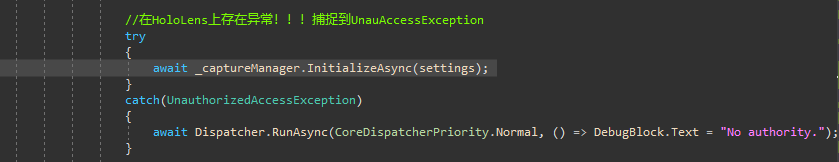 //在HoloLens上存在异常！！！捕捉到UnauAccessException
try
{
await _captureManager.InitializeAsync(settings);
}
catch(UnauthorizedAccessException)
{
await Dispatcher.RunAsync(CoreDispatcherPriority.Normal, () => DebugBlock.Text = "No authority.");
}